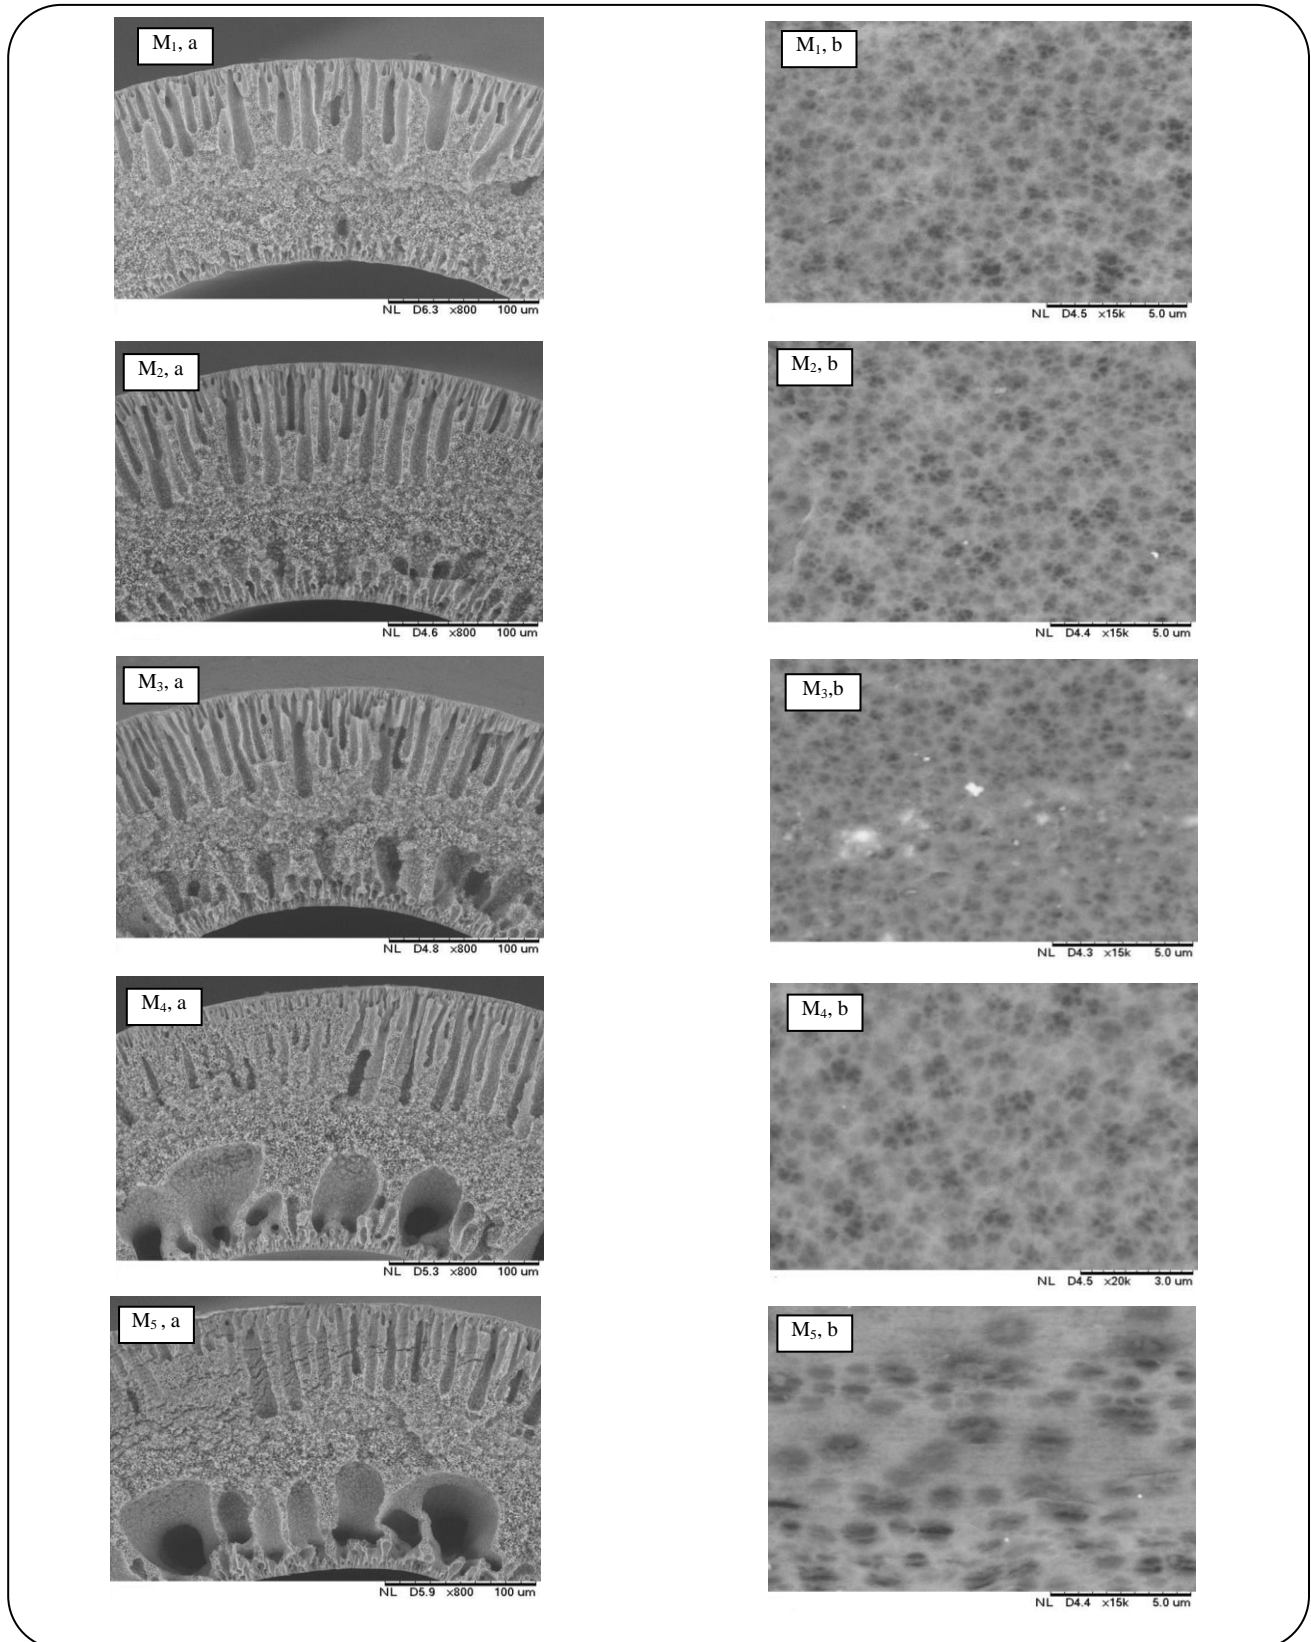 M₁, a
M₁, b
NL D6.3 x800 100 um
NL D4.5 x15k 5.0 um
M₂, a
M₂, b
NL D4.6 x800 100 um
NL D4.4 x15k 5.0 um
M₃, a
M₃,b
NL D4.8 x800 100 um
NL D4.3 x15k 5.0 um
M₄, a
M₄, b
NL D5.3 x800 100 um
NL D4.5 x20k 3.0 um
M₅ , a
M₅, b
NL D5.9 x800 100 um
NL D4.4 x15k 5.0 um